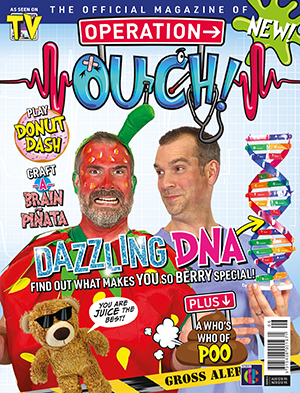 AS SEEN ON
TV
THE OFFICIAL MAGAZINE OF
OPERATION
OUCH!
NEW!
PLAY
DONUT
DASH
CRAFT
-A-
BRAIN
PIÑATA
DAZZLING DNA
FIND OUT WHAT MAKES YOU SO BERRY SPECIAL!
YOU ARE
JUICE THE
BEST!
PLUS
A WHO'S
WHO OF
POO
GROSS ALERT